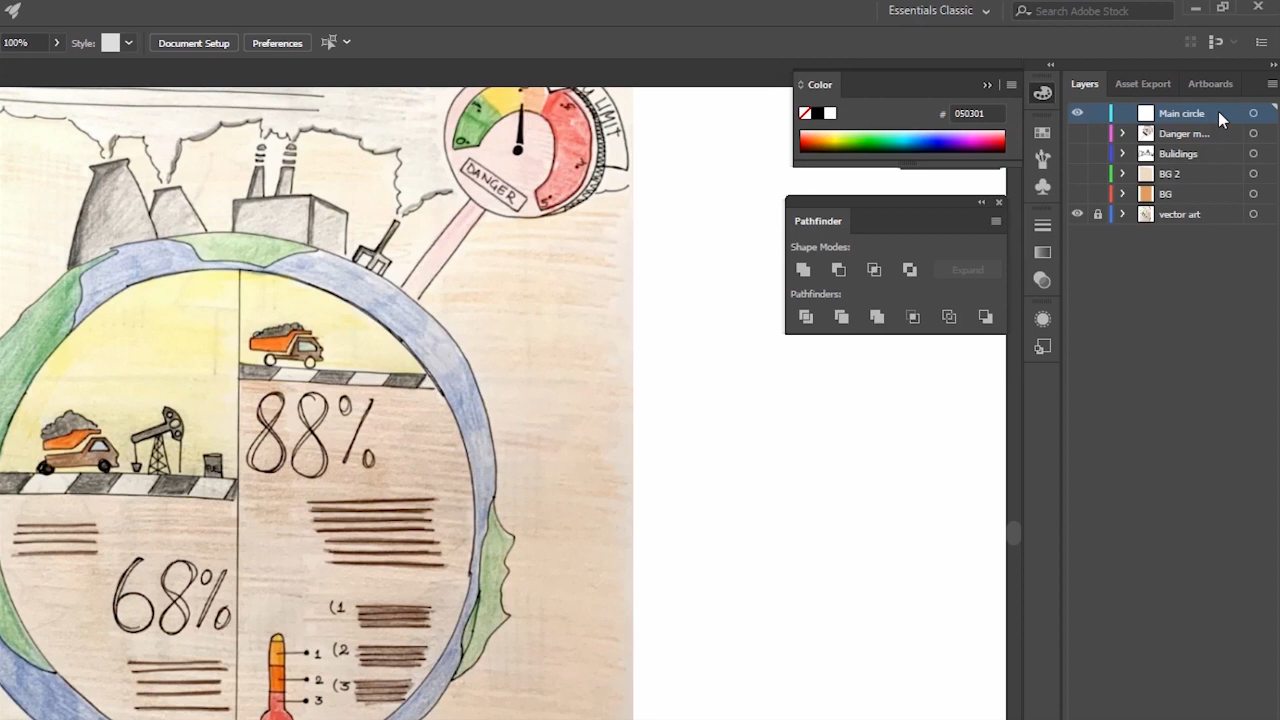 Essentials Classic
Search Adobe Stock
100%
Style:
Document Setup
Preferences
Color
# 050301
Layers
Asset Export
Artboards
Main circle
Danger m...
Bulidings
BG 2
BG
vector art
Pathfinder
Shape Modes:
Expand
Pathfinders:
LIMIT
DANGER
88%
68%
(1
1 (2
2
(3
3